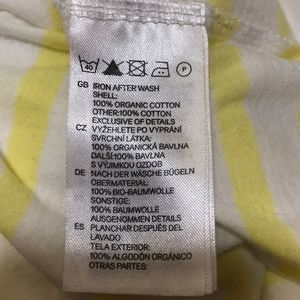 40 P
GB IRON AFTER WASH
SHELL:
100% ORGANIC COTTON
OTHER:100% COTTON
EXCLUSIVE OF DETAILS
CZ VYŽEHLETE PO VYPRÁNÍ
SVRCHNÍ LÁTKA:
100% ORGANICKÁ BAVLNA
DALŠÍ:100% BAVLNA
S VÝJIMKOU OZDOB
DE NACH DER WÄSCHE BÜGELN
OBERMATERIAL:
100% BIO-BAUMWOLLE
SONSTIGE:
100% BAUMWOLLE
AUSGENOMMEN DETAILS
ES PLANCHAR DESPUÉS DEL
LAVADO
TELA EXTERIOR:
100% ALGODÓN ORGÁNICO
OTRAS PARTES: